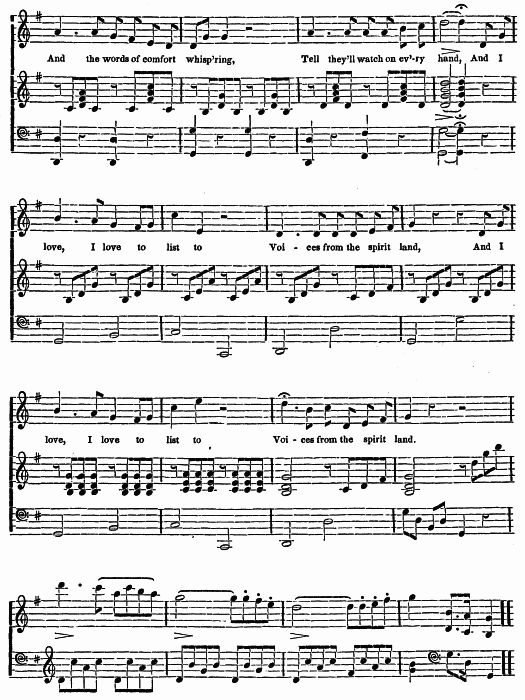 And the words of comfort whisp'ring, Tell they'll watch on ev'ry hand, And I
love, I love to list to Voi - ces from the spirit land, And I
love, I love to list to Voi - ces from the spirit land.